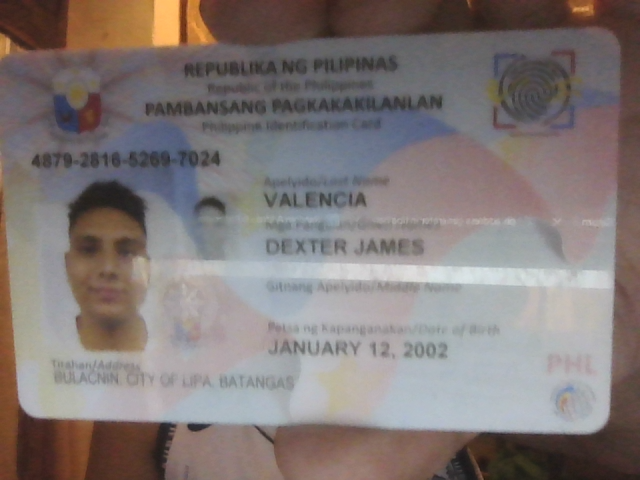 REPUBLIKA NG PILIPINAS
Republic of the Philippines
PAMBANSANG PAGKAKAKILANLAN
Philippine Identification Card
4879-2816-5269-7024
Apelyido/Last Name
VALENCIA
Mga Pangalan/Given Names
DEXTER JAMES
Gitnang Apelyido/Middle Name
Petsa ng Kapanganakan/Date of Birth
JANUARY 12, 2002
Tirahan/Address
BULACNIN, CITY OF LIPA, BATANGAS
PHL